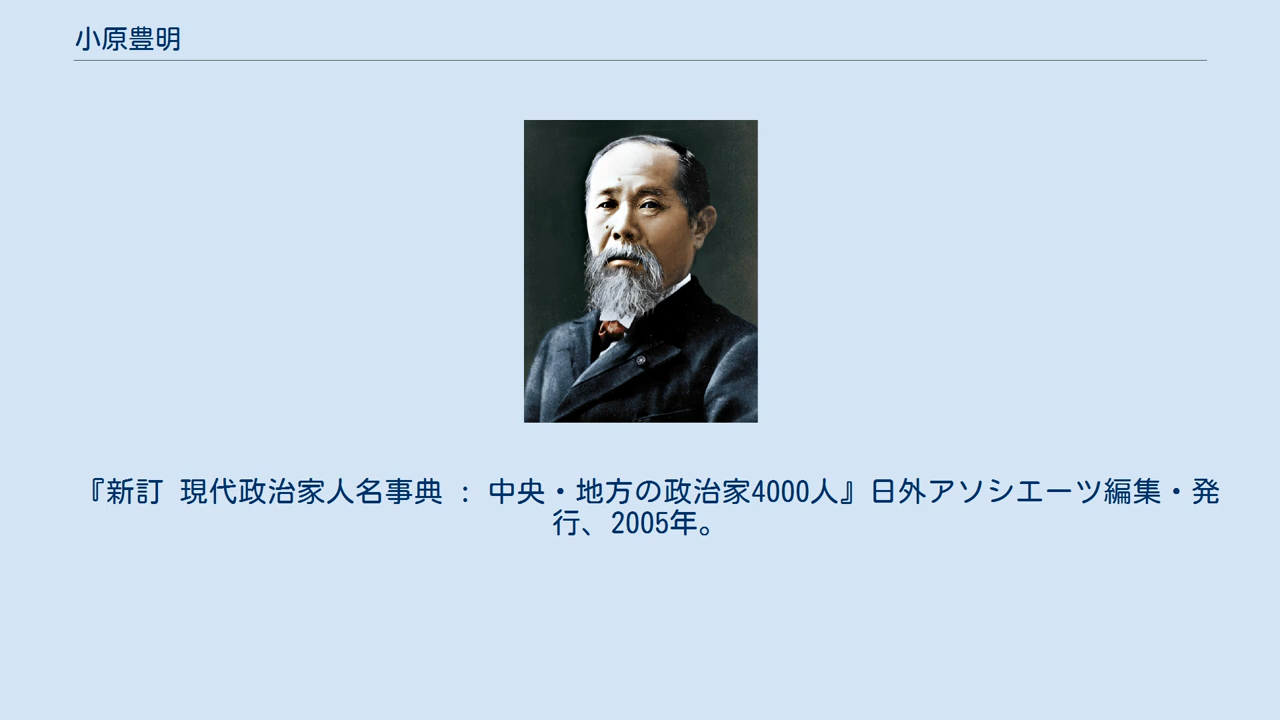 小原豊明
『新訂 現代政治家人名事典 : 中央・地方の政治家4000人』日外アソシエーツ編集・発
行、2005年。